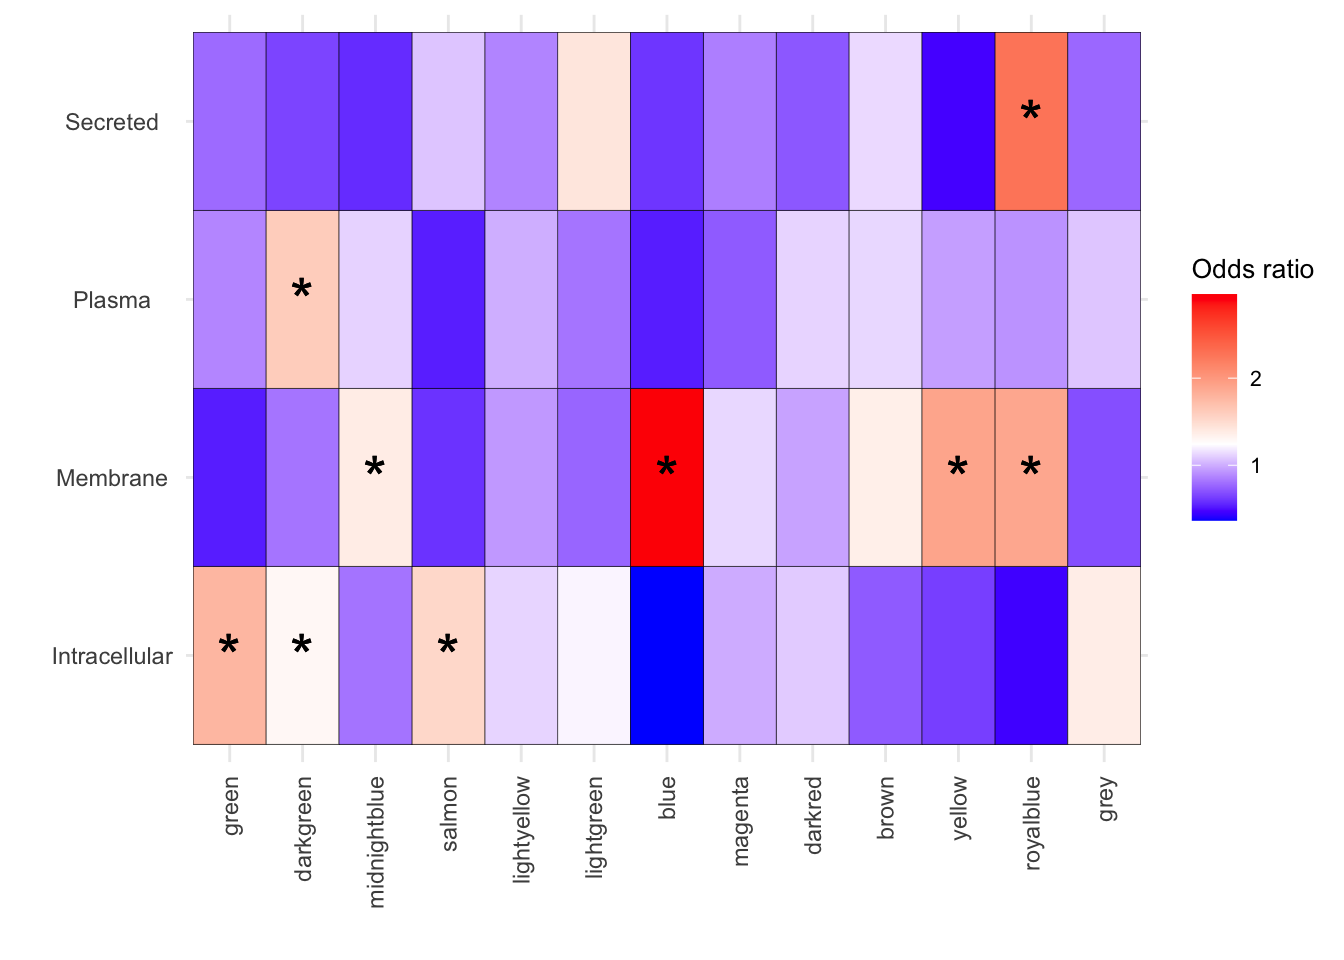 Secreted
*
Plasma
*
Membrane
* * * *
Intracellular
* * *
green darkgreen midnightblue salmon lightyellow lightgreen blue magenta darkred brown yellow royalblue grey
Odds ratio
2
1